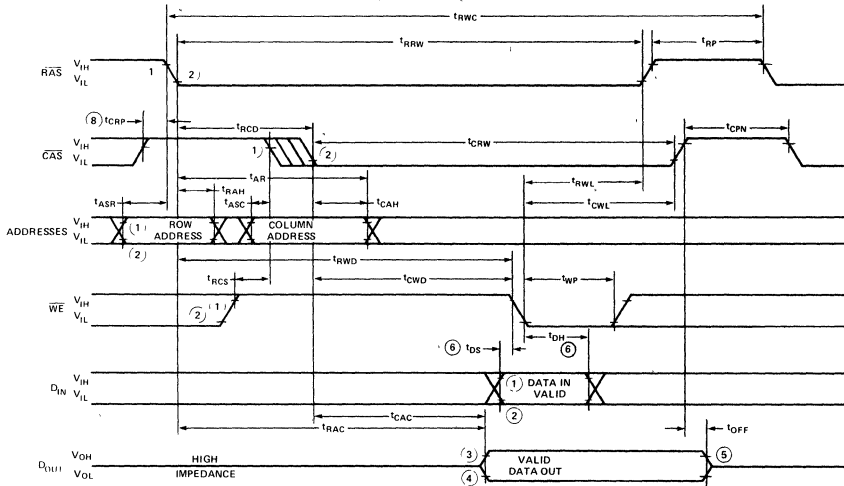 tRWC
tRRW
tRP
RAS
VIH
VIL
1
2)
(8) tCRP
tRCD
tCRW
tCPN
CAS
VIH
VIL
1)
(2)
tAR
tRAH
tRWL
tASR
tASC
tCAH
tCWL
ADDRESSES
VIH
VIL
(1)
ROW
ADDRESS
COLUMN
ADDRESS
(2)
tRWD
tRCS
tCWD
tWP
WE
VIH
VIL
(1)
(2)
(6) tDS
tDH
(6)
DIN
VIH
VIL
(1) DATA IN
VALID
(2)
tCAC
tRAC
tOFF
DOUT
VOH
VOL
HIGH
IMPEDANCE
(3)
(4)
VALID
DATA OUT
(5)